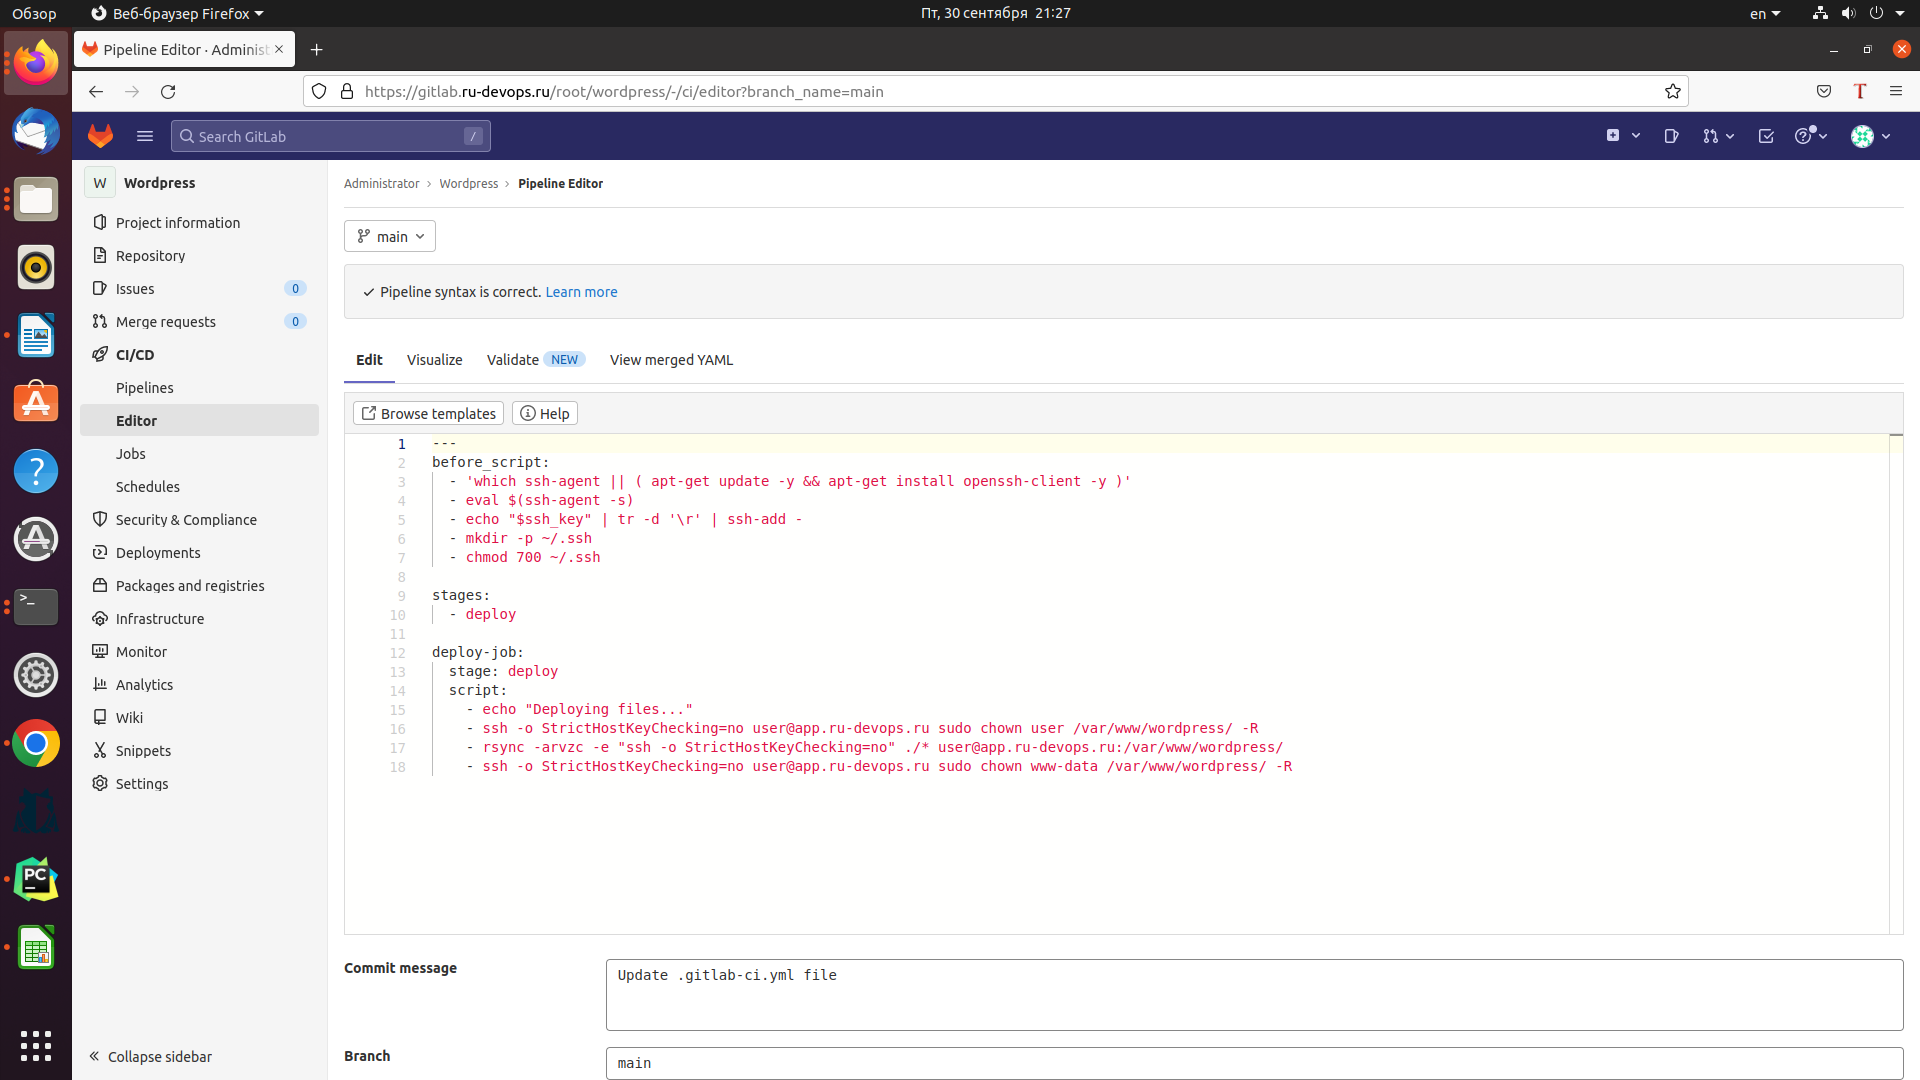 Обзор
Веб-браузер Firefox
Пт, 30 сентября 21:27
en
Pipeline Editor · Adminis
https://gitlab.ru-devops.ru/root/wordpress/-/ci/editor?branch_name=main
T
Search GitLab
/
W
Wordpress
Project information
Repository
Issues
0
Merge requests
0
CI/CD
Pipelines
Editor
Jobs
Schedules
Security & Compliance
Deployments
Packages and registries
Infrastructure
Monitor
Analytics
Wiki
Snippets
Settings
Collapse sidebar
Administrator › Wordpress › Pipeline Editor
main
Pipeline syntax is correct. Learn more
Edit
Visualize
Validate NEW
View merged YAML
Browse templates
Help
1 ---
2 before_script:
3 - 'which ssh-agent || ( apt-get update -y && apt-get install openssh-client -y )'
4 - eval $(ssh-agent -s)
5 - echo "$ssh_key" | tr -d '\r' | ssh-add -
6 - mkdir -p ~/.ssh
7 - chmod 700 ~/.ssh
8
9 stages:
10 - deploy
11
12 deploy-job:
13 stage: deploy
14 script:
15 - echo "Deploying files..."
16 - ssh -o StrictHostKeyChecking=no user@app.ru-devops.ru sudo chown user /var/www/wordpress/ -R
17 - rsync -arvzc -e "ssh -o StrictHostKeyChecking=no" ./* user@app.ru-devops.ru:/var/www/wordpress/
18 - ssh -o StrictHostKeyChecking=no user@app.ru-devops.ru sudo chown www-data /var/www/wordpress/ -R
Commit message
Update .gitlab-ci.yml file
Branch
main
PC